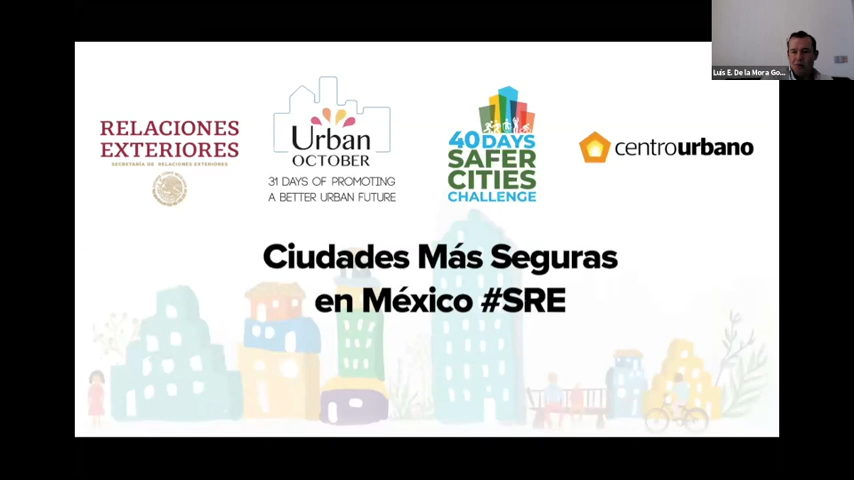 Luis E. De la Mora Go...
RELACIONES
EXTERIORES
SECRETARÍA DE RELACIONES EXTERIORES
Urban
OCTOBER
31 DAYS OF PROMOTING
A BETTER URBAN FUTURE
40 DAYS
SAFER
CITIES
CHALLENGE
centrourbano
Ciudades Más Seguras
en México #SRE